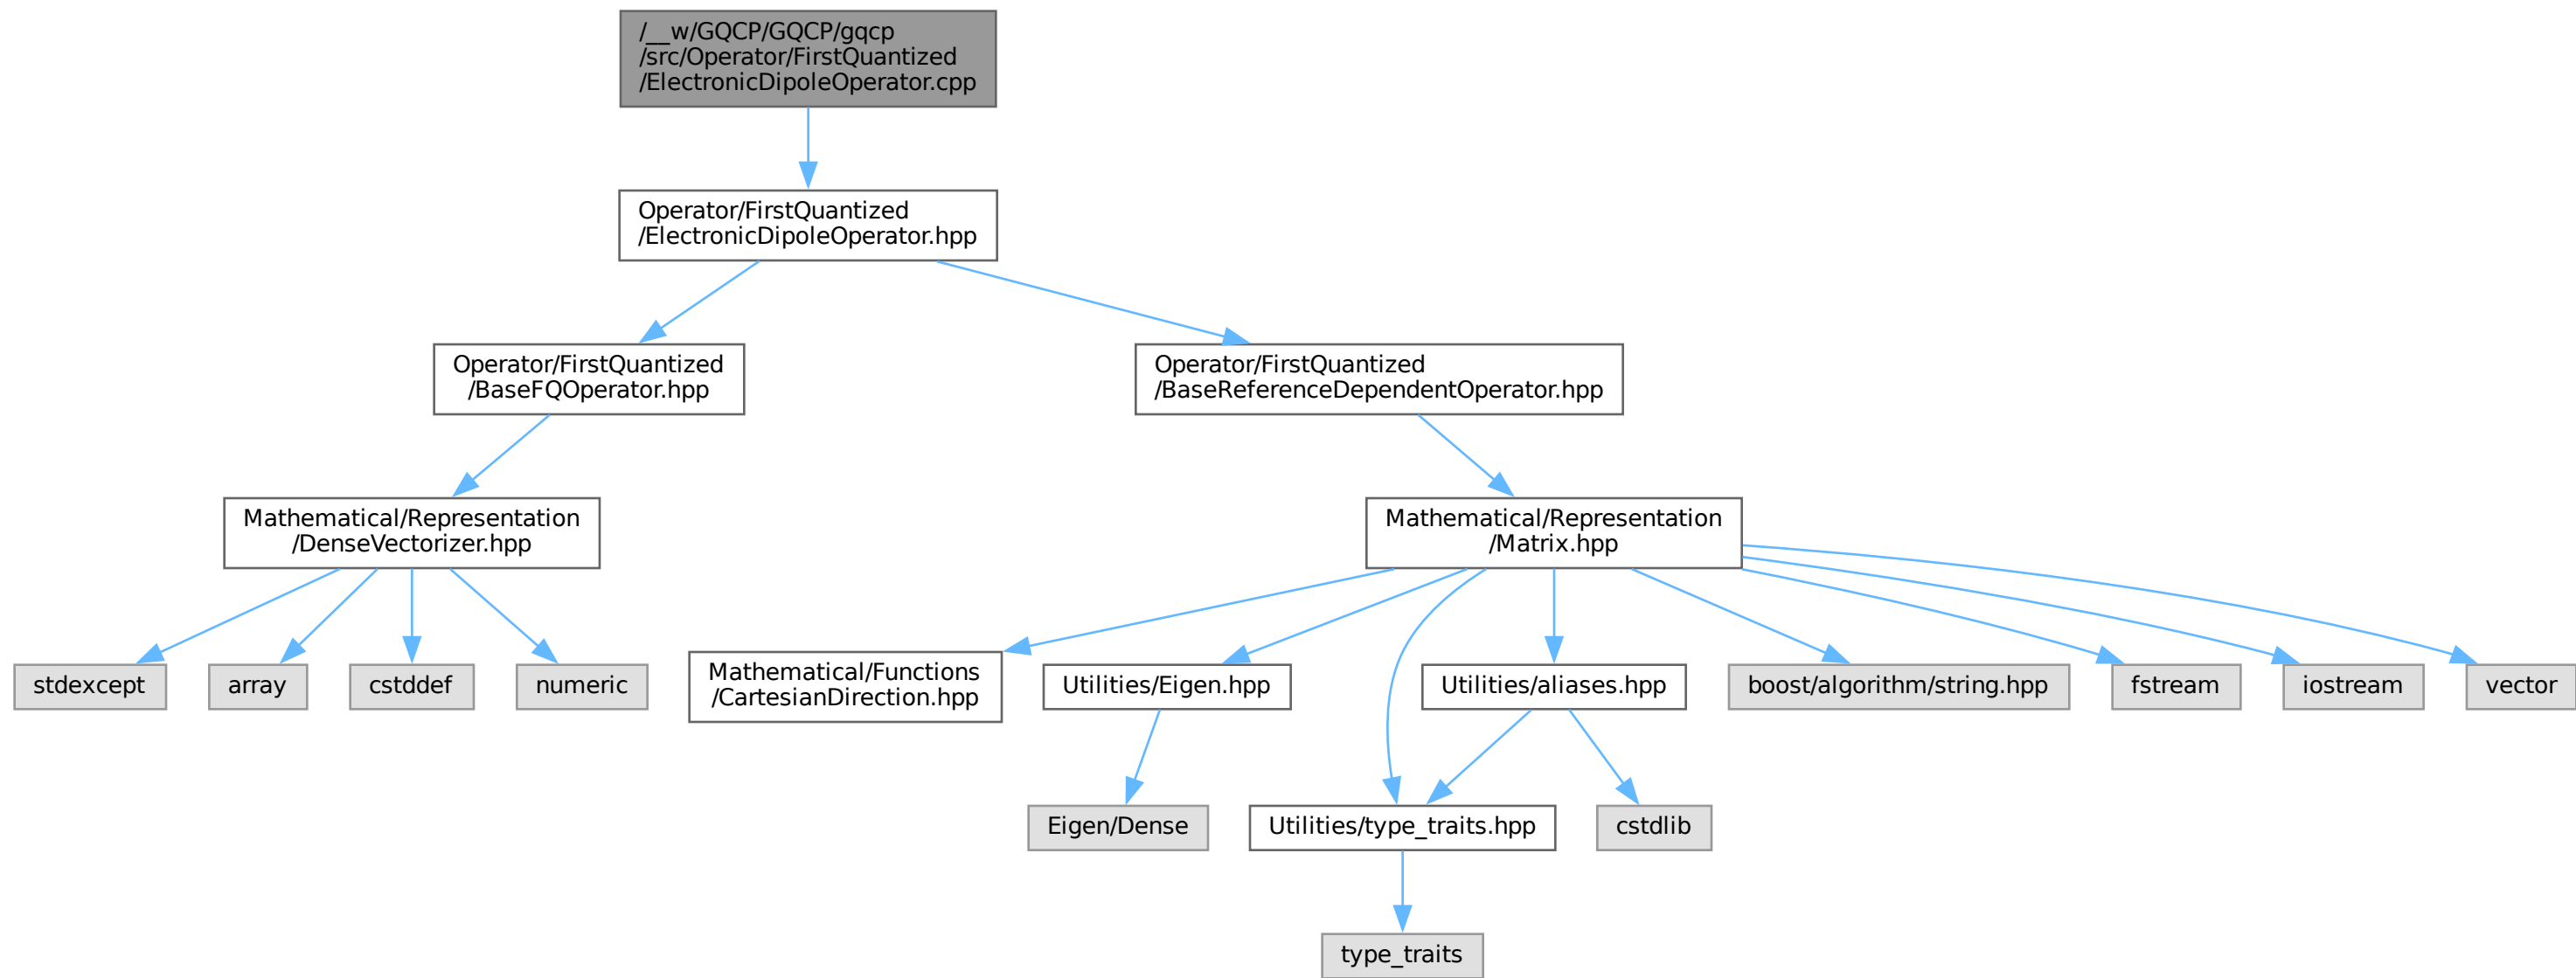 /__w/GQCP/GQCP/gqcp
/src/Operator/FirstQuantized
/ElectronicDipoleOperator.cpp
Operator/FirstQuantized
/ElectronicDipoleOperator.hpp
Operator/FirstQuantized
/BaseFQOperator.hpp
Operator/FirstQuantized
/BaseReferenceDependentOperator.hpp
Mathematical/Representation
/DenseVectorizer.hpp
Mathematical/Representation
/Matrix.hpp
stdexcept
array
cstddef
numeric
Mathematical/Functions
/CartesianDirection.hpp
Utilities/Eigen.hpp
Utilities/aliases.hpp
boost/algorithm/string.hpp
fstream
iostream
vector
Eigen/Dense
Utilities/type_traits.hpp
cstdlib
type_traits